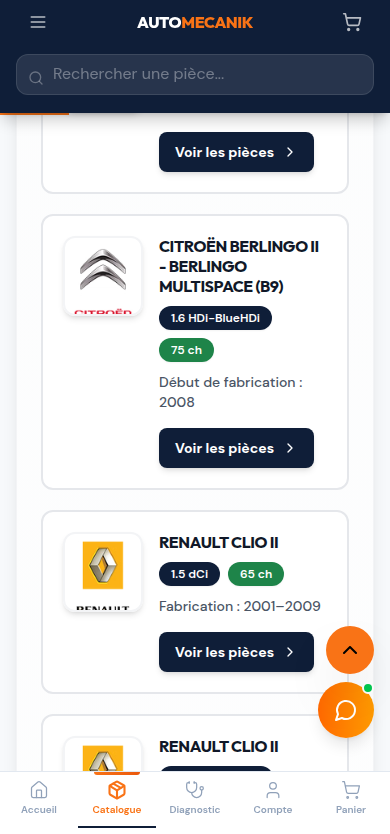 AUTOMECANIK
Rechercher une pièce...
Voir les pièces
CITROËN BERLINGO II
- BERLINGO
MULTISPACE (B9)
1.6 HDi-BlueHDi
75 ch
Début de fabrication :
2008
Voir les pièces
RENAULT CLIO II
1.5 dCi
65 ch
Fabrication : 2001–2009
Voir les pièces
RENAULT CLIO II
Accueil
Catalogue
Diagnostic
Compte
Panier